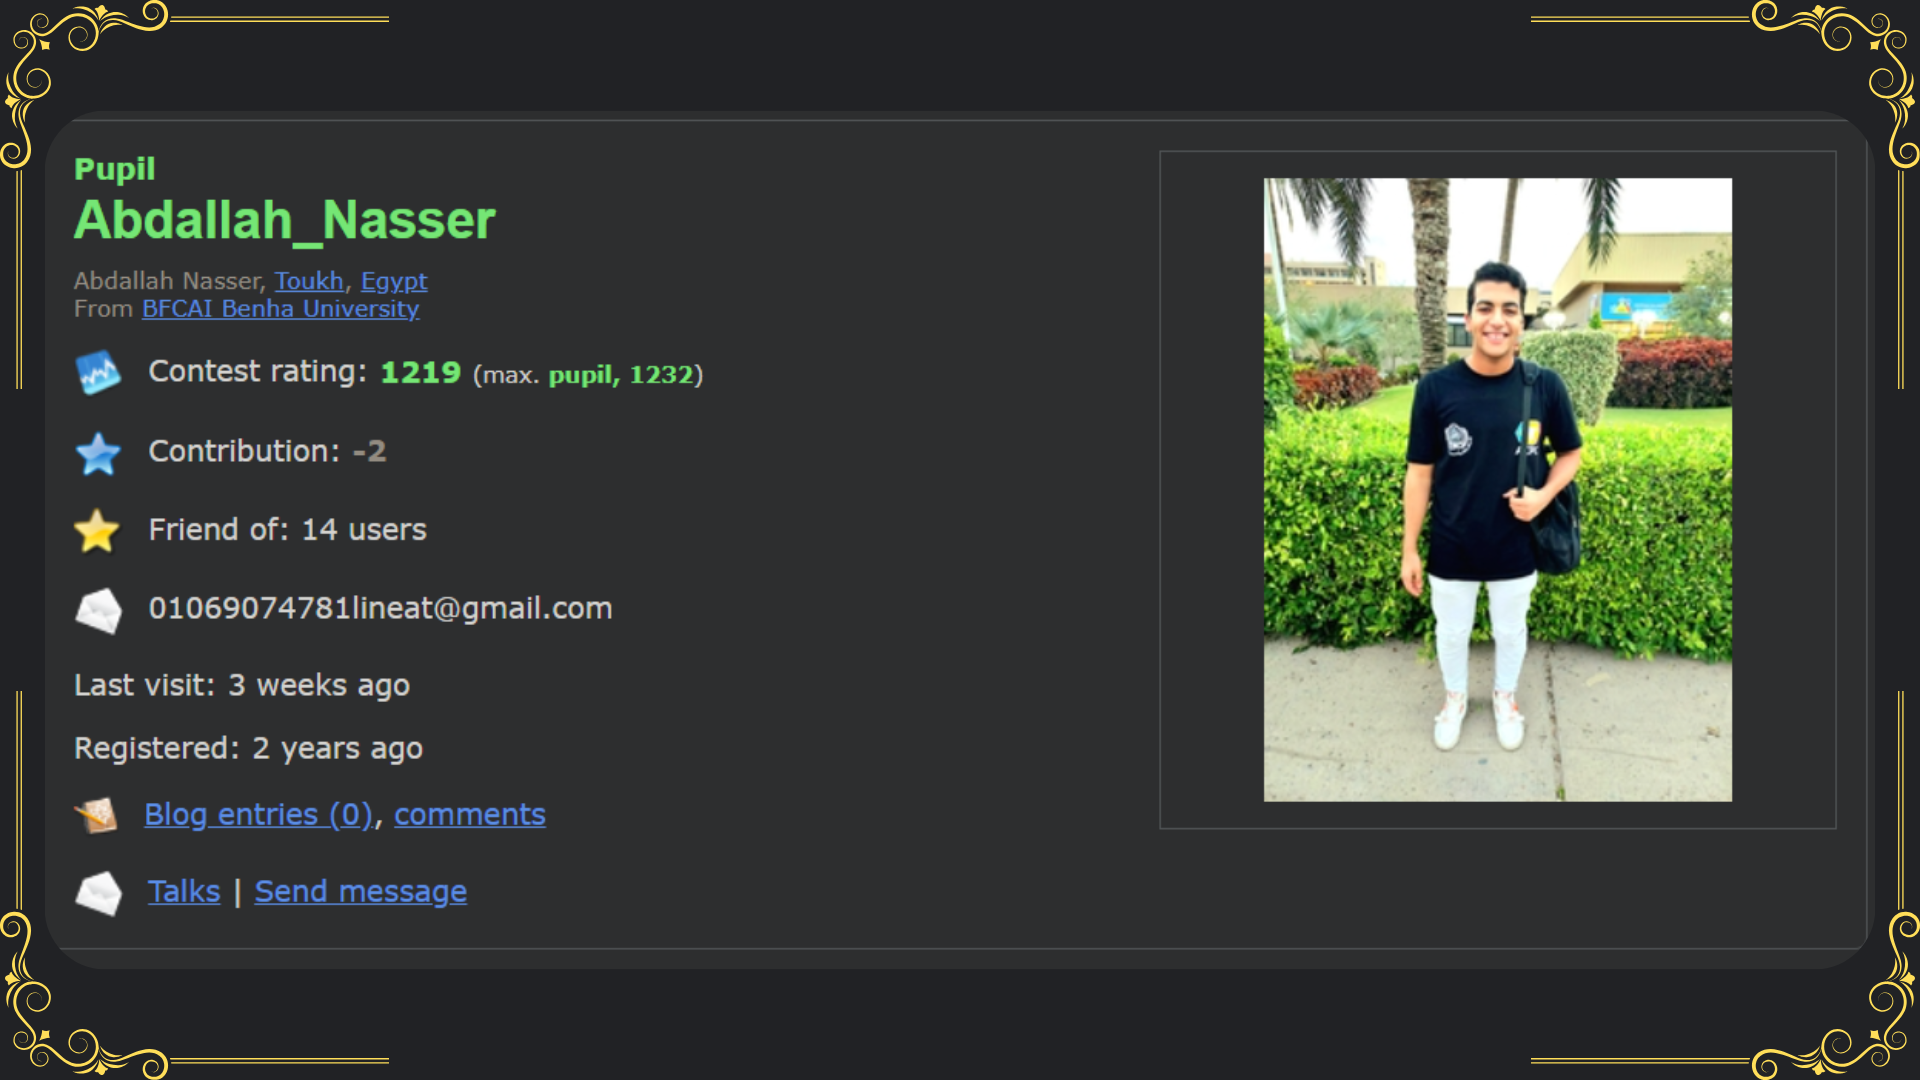 Pupil
Abdallah_Nasser
Abdallah Nasser, Toukh, Egypt
From BFCAI Benha University
Contest rating: 1219 (max. pupil, 1232)
Contribution: -2
Friend of: 14 users
01069074781lineat@gmail.com
Last visit: 3 weeks ago
Registered: 2 years ago
Blog entries (0), comments
Talks | Send message